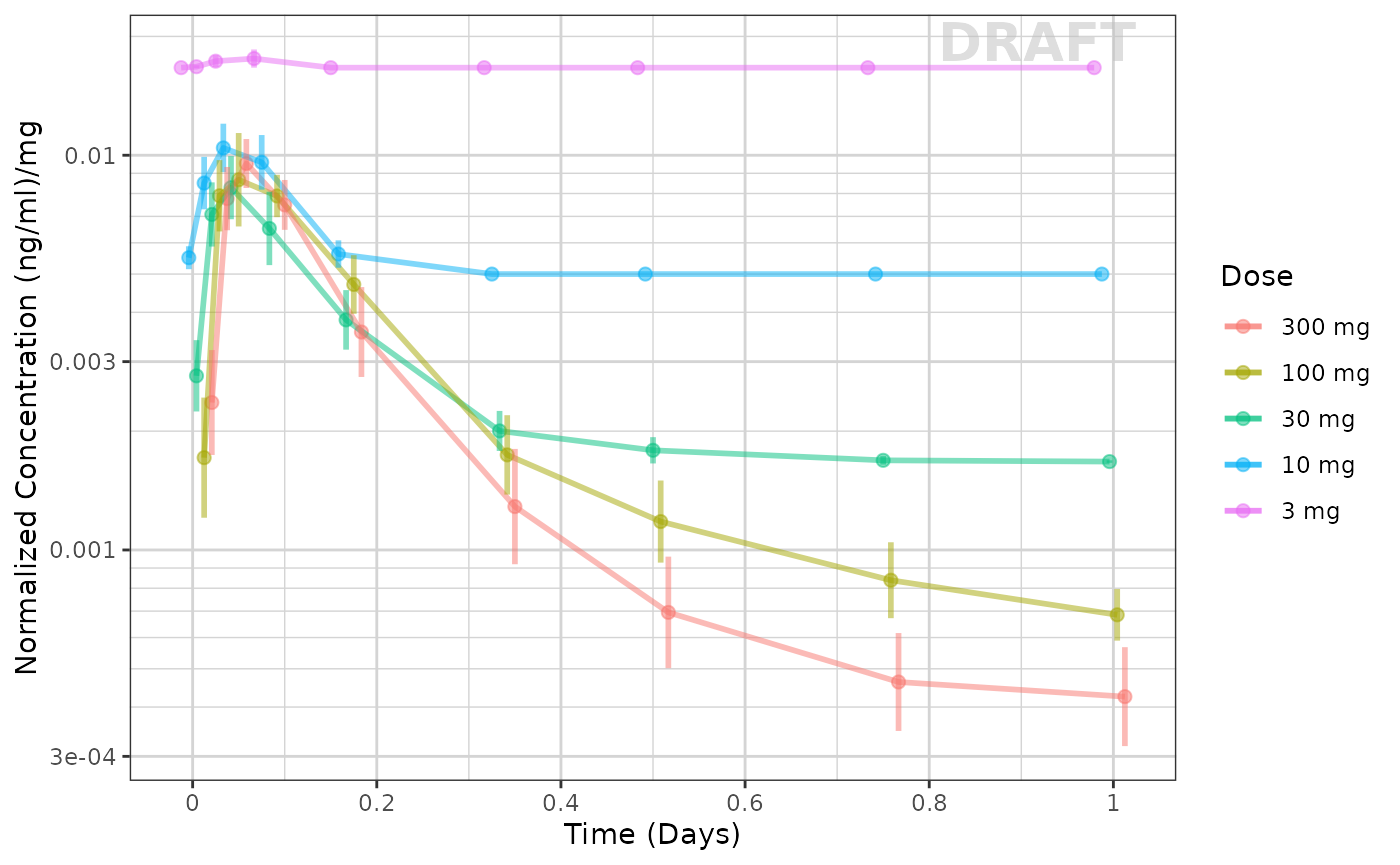 DRAFT
Normalized Concentration (ng/ml)/mg
0.01
0.003
0.001
3e-04
0
0.2
0.4
0.6
0.8
1
Time (Days)
Dose
300 mg
100 mg
30 mg
10 mg
3 mg